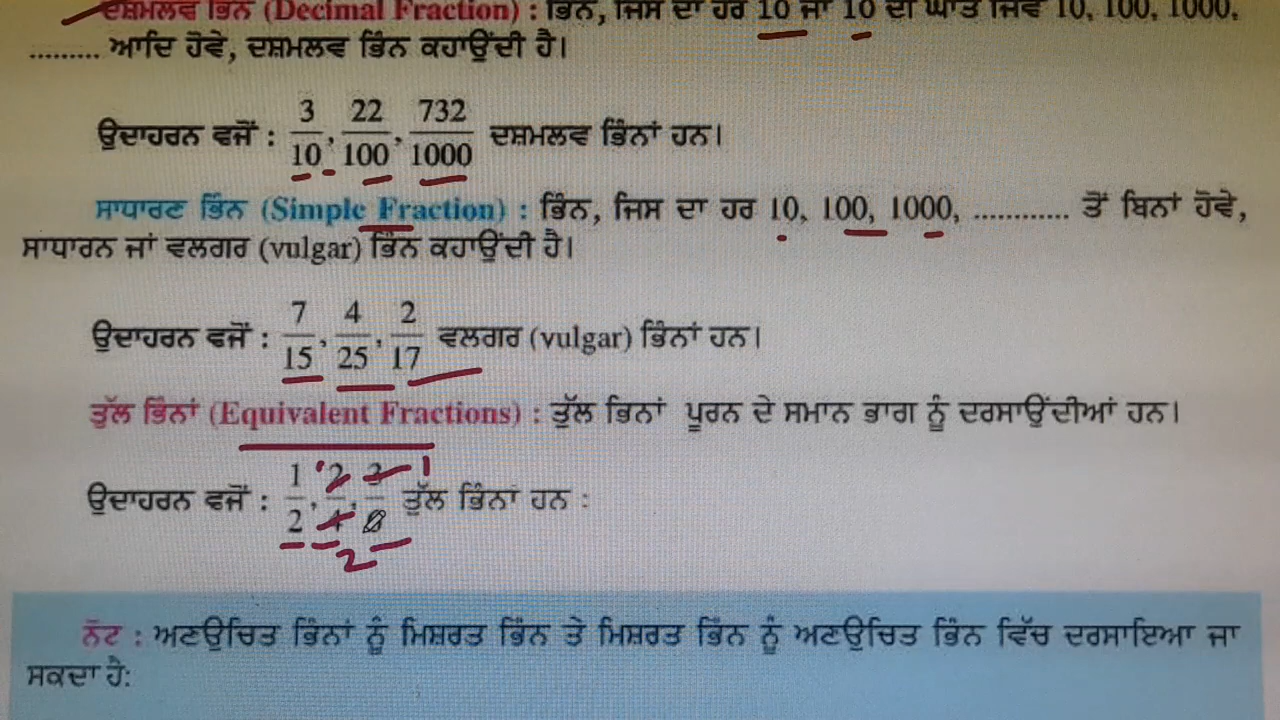 ਦਸ਼ਮਲਵ ਭਿੰਨ (Decimal Fraction) : ਭਿੰਨ, ਜਿਸ ਦਾ ਹਰ 10 ਜਾਂ 10 ਦੀ ਘਾਤ ਜਿਵੇਂ 10, 100, 1000,
......... ਆਦਿ ਹੋਵੇ, ਦਸ਼ਮਲਵ ਭਿੰਨ ਕਹਾਉਂਦੀ ਹੈ।
ਉਦਾਹਰਨ ਵਜੋਂ : 3/10, 22/100, 732/1000 ਦਸ਼ਮਲਵ ਭਿੰਨਾਂ ਹਨ।
ਸਾਧਾਰਣ ਭਿੰਨ (Simple Fraction) : ਭਿੰਨ, ਜਿਸ ਦਾ ਹਰ 10, 100, 1000, ............ ਤੋਂ ਬਿਨਾਂ ਹੋਵੇ,
ਸਾਧਾਰਨ ਜਾਂ ਵਲਗਰ (vulgar) ਭਿੰਨ ਕਹਾਉਂਦੀ ਹੈ।
ਉਦਾਹਰਨ ਵਜੋਂ : 7/15, 4/25, 2/17 ਵਲਗਰ (vulgar) ਭਿੰਨਾਂ ਹਨ।
ਤੁੱਲ ਭਿੰਨਾਂ (Equivalent Fractions) : ਤੁੱਲ ਭਿਨਾਂ ਪੂਰਨ ਦੇ ਸਮਾਨ ਭਾਗ ਨੂੰ ਦਰਸਾਉਂਦੀਆਂ ਹਨ।
ਉਦਾਹਰਨ ਵਜੋਂ : 1/2, 2/4, 3/6 ਤੁੱਲ ਭਿੰਨਾਂ ਹਨ :
2
ਨੋਟ : ਅਣਉਚਿਤ ਭਿੰਨਾਂ ਨੂੰ ਮਿਸ਼ਰਤ ਭਿੰਨ ਤੇ ਮਿਸ਼ਰਤ ਭਿੰਨ ਨੂੰ ਅਣਉਚਿਤ ਭਿੰਨ ਵਿੱਚ ਦਰਸਾਇਆ ਜਾ
ਸਕਦਾ ਹੈ: